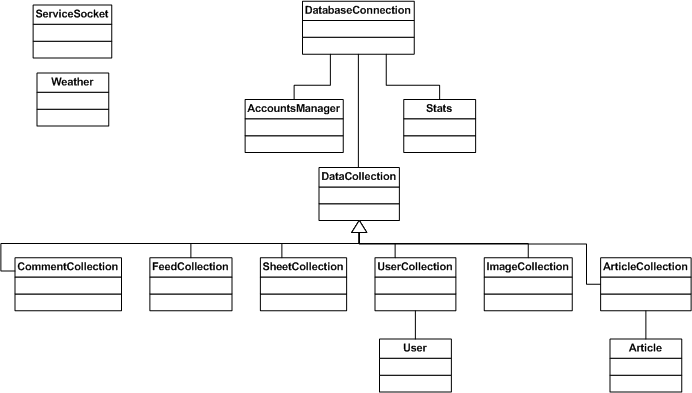 ServiceSocket
DatabaseConnection
Weather
AccountsManager
Stats
DataCollection
CommentCollection
FeedCollection
SheetCollection
UserCollection
ImageCollection
ArticleCollection
User
Article